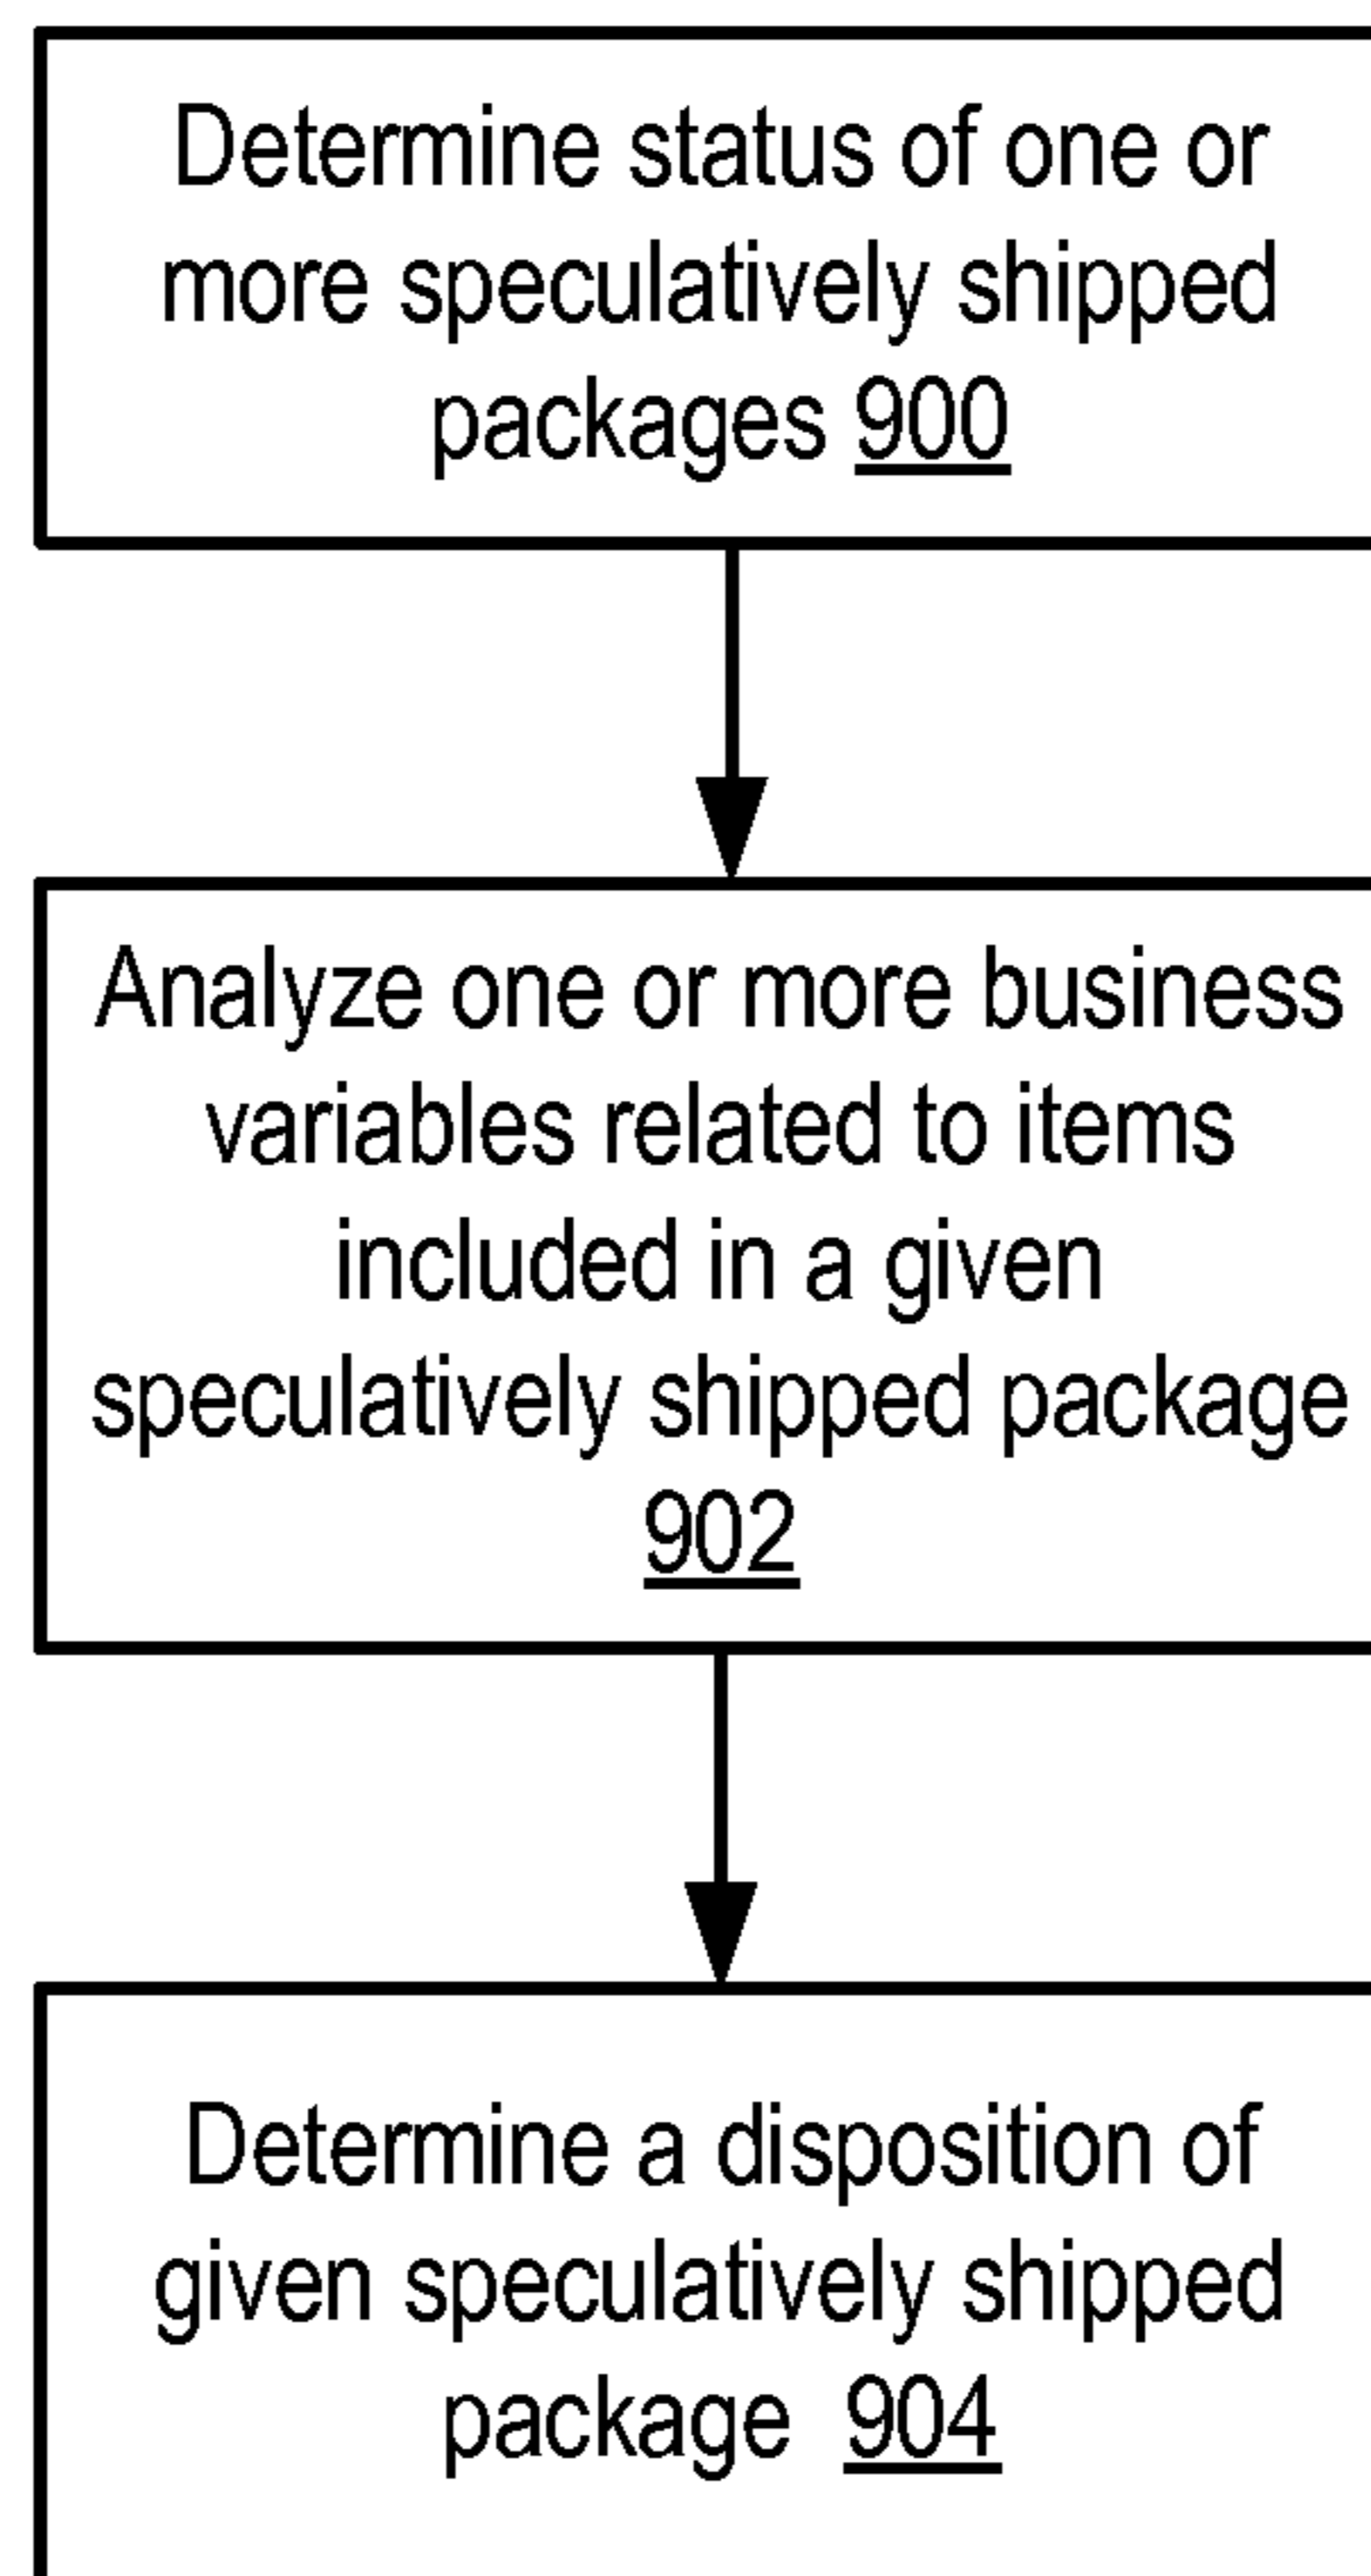 Determine status of one or
more speculatively shipped
packages 900
Analyze one or more business
variables related to items
included in a given
speculatively shipped package
902
Determine a disposition of
given speculatively shipped
package 904